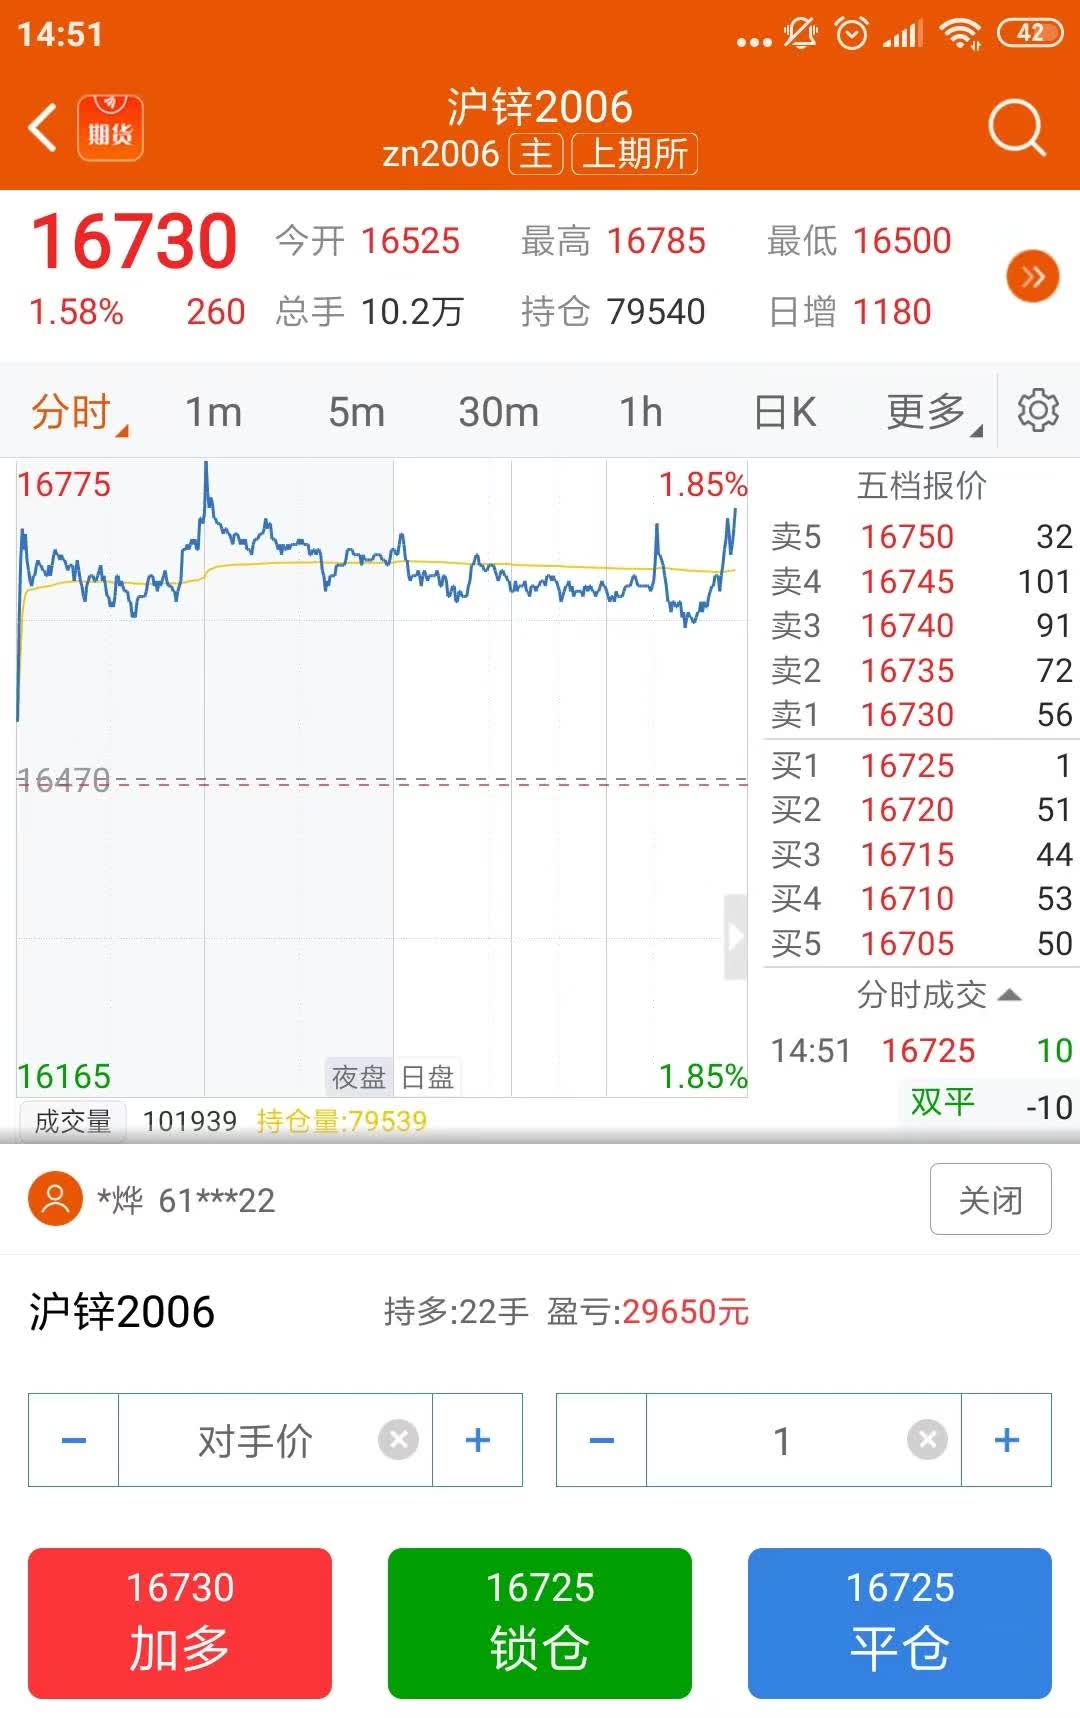 14:51
42
期货
沪锌2006
zn2006 主 上期所
16730 今开 16525 最高 16785 最低 16500
1.58% 260 总手 10.2万 持仓 79540 日增 1180
分时 1m 5m 30m 1h 日K 更多
16775 1.85%
16470
16165 夜盘 日盘 1.85%
成交量 101939 持仓量:79539
五档报价
卖5 16750 32
卖4 16745 101
卖3 16740 91
卖2 16735 72
卖1 16730 56
买1 16725 1
买2 16720 51
买3 16715 44
买4 16710 53
买5 16705 50
分时成交
14:51 16725 10
双平 -10
*烨 61***22 关闭
沪锌2006 持多:22手 盈亏:29650元
− 对手价 + − 1 +
16730 16725 16725
加多 锁仓 平仓